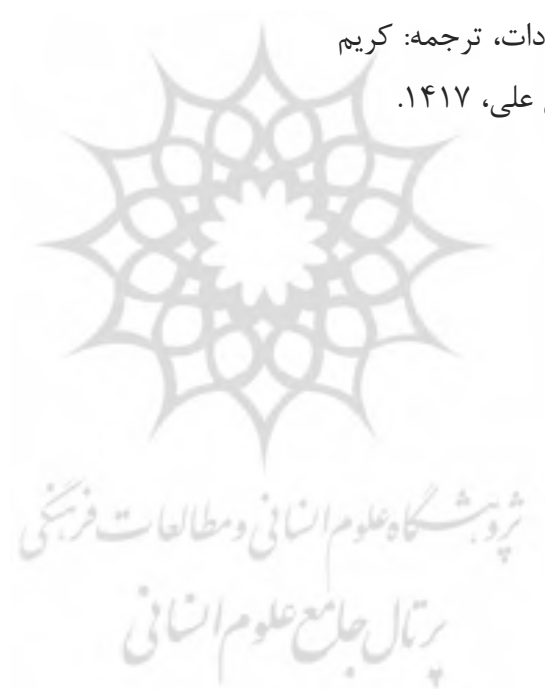 دات، ترجمه: کریم
علی، ۱۴۱۷.
پژوهشگاه علوم انسانی و مطالعات فرهنگی
پرتال جامع علوم انسانی